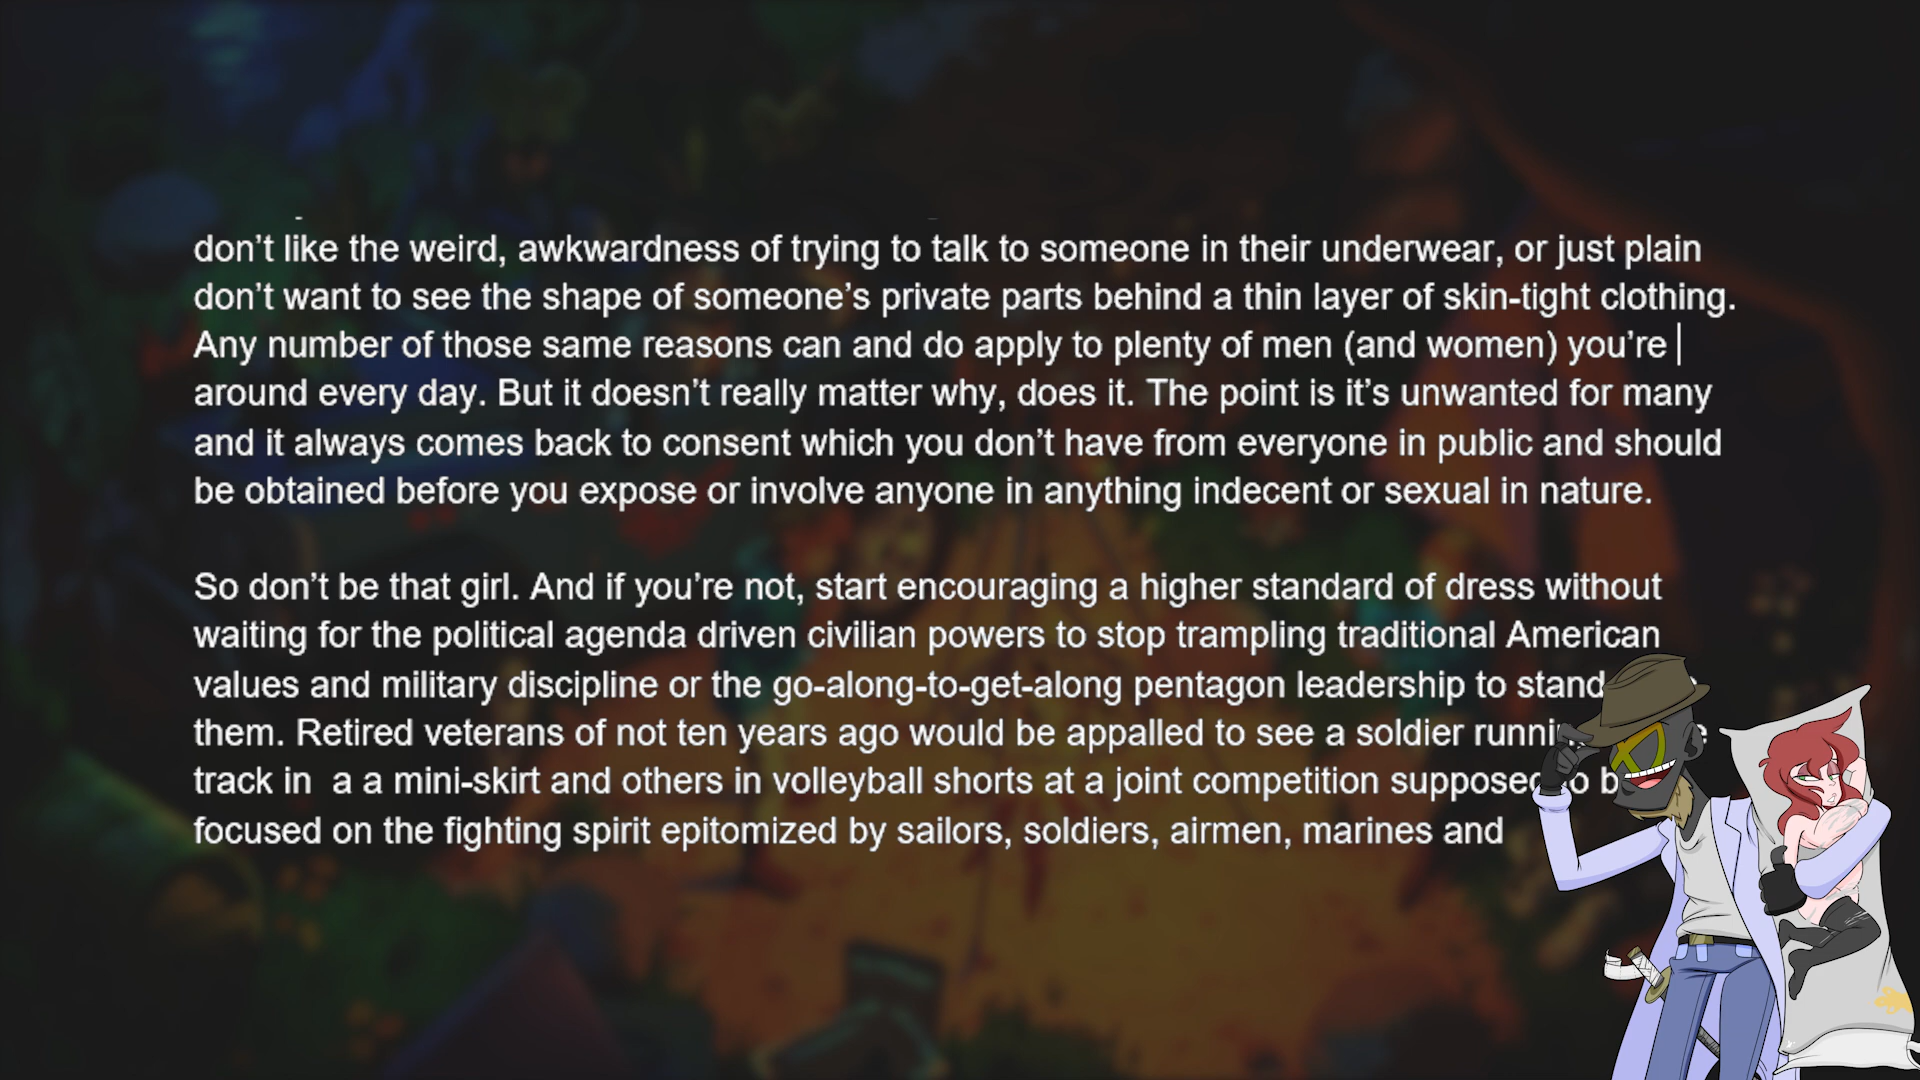 don’t like the weird, awkwardness of trying to talk to someone in their underwear, or just plain
don’t want to see the shape of someone’s private parts behind a thin layer of skin-tight clothing.
Any number of those same reasons can and do apply to plenty of men (and women) you’re
around every day. But it doesn’t really matter why, does it. The point is it’s unwanted for many
and it always comes back to consent which you don’t have from everyone in public and should
be obtained before you expose or involve anyone in anything indecent or sexual in nature.
So don’t be that girl. And if you’re not, start encouraging a higher standard of dress without
waiting for the political agenda driven civilian powers to stop trampling traditional American
values and military discipline or the go-along-to-get-along pentagon leadership to stand
them. Retired veterans of not ten years ago would be appalled to see a soldier
track in a a mini-skirt and others in volleyball shorts at a joint competition supposed
focused on the fighting spirit epitomized by sailors, soldiers, airmen, marines and